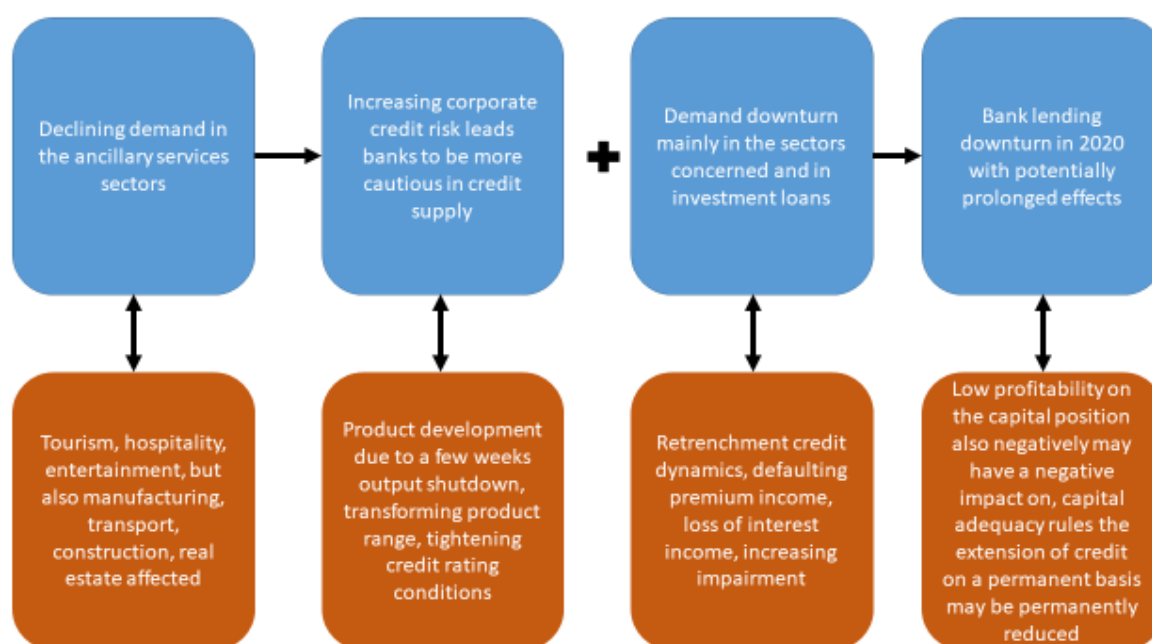 Declining demand in
the ancillary services
sectors
Increasing corporate
credit risk leads
banks to be more
cautious in credit
supply
Demand downturn
mainly in the sectors
concerned and in
investment loans
Bank lending
downturn in 2020
with potentially
prolonged effects
Tourism, hospitality,
entertainment, but
also manufacturing,
transport,
construction, real
estate affected
Product development
due to a few weeks
output shutdown,
transforming product
range, tightening
credit rating
conditions
Retrenchment credit
dynamics, defaulting
premium income,
loss of interest
income, increasing
impairment
Low profitability on
the capital position
also negatively may
have a negative
impact on, capital
adequacy rules the
extension of credit
on a permanent basis
may be permanently
reduced